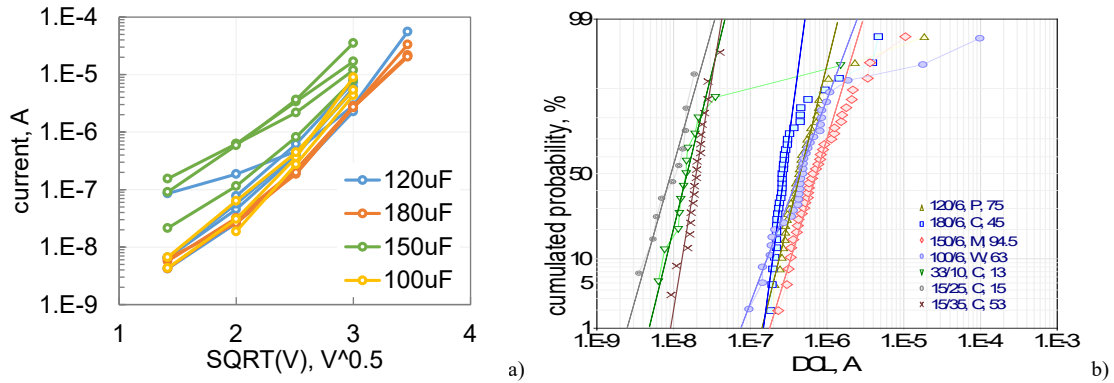 1.E-4
1.E-5
1.E-6
1.E-7
1.E-8
1.E-9
current, A
1 2 3 4
SQRT(V), V^0.5
120uF
180uF
150uF
100uF
a)
99
50
10
5
1
cumulated probability, %
1.E-9 1.E-8 1.E-7 1.E-6 1.E-5 1.E-4 1.E-3
DCL, A
120/6, P, 75
180/6, C, 45
150/6, M, 94.5
100/6, W, 63
33/10, C, 13
15/25, C, 15
15/35, C, 53
b)